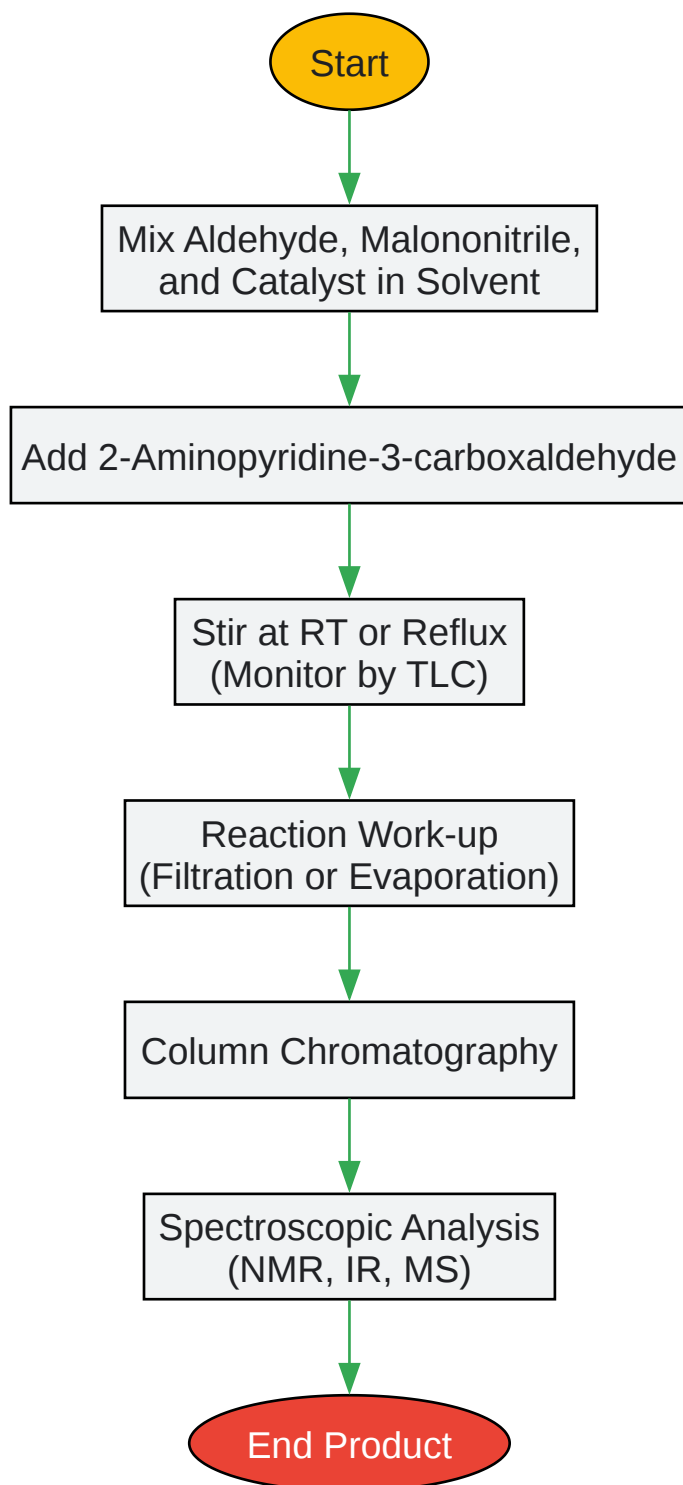 Start
Mix Aldehyde, Malononitrile,
and Catalyst in Solvent
Add 2-Aminopyridine-3-carboxaldehyde
Stir at RT or Reflux
(Monitor by TLC)
Reaction Work-up
(Filtration or Evaporation)
Column Chromatography
Spectroscopic Analysis
(NMR, IR, MS)
End Product